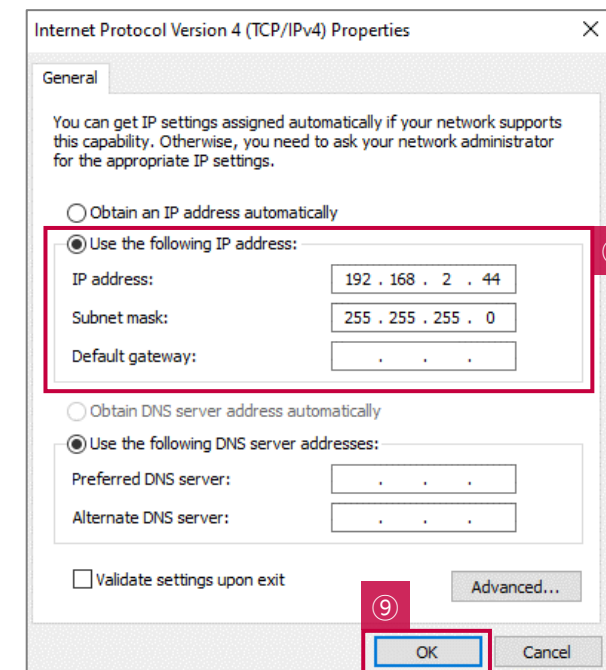 Internet Protocol Version 4 (TCP/IPv4) Properties
General
You can get IP settings assigned automatically if your network supports
this capability. Otherwise, you need to ask your network administrator
for the appropriate IP settings.
Obtain an IP address automatically
Use the following IP address:
IP address: 192 . 168 . 2 . 44
Subnet mask: 255 . 255 . 255 . 0
Default gateway: . . .
Obtain DNS server address automatically
Use the following DNS server addresses:
Preferred DNS server: . . .
Alternate DNS server: . . .
Validate settings upon exit
Advanced...
⑨
OK Cancel